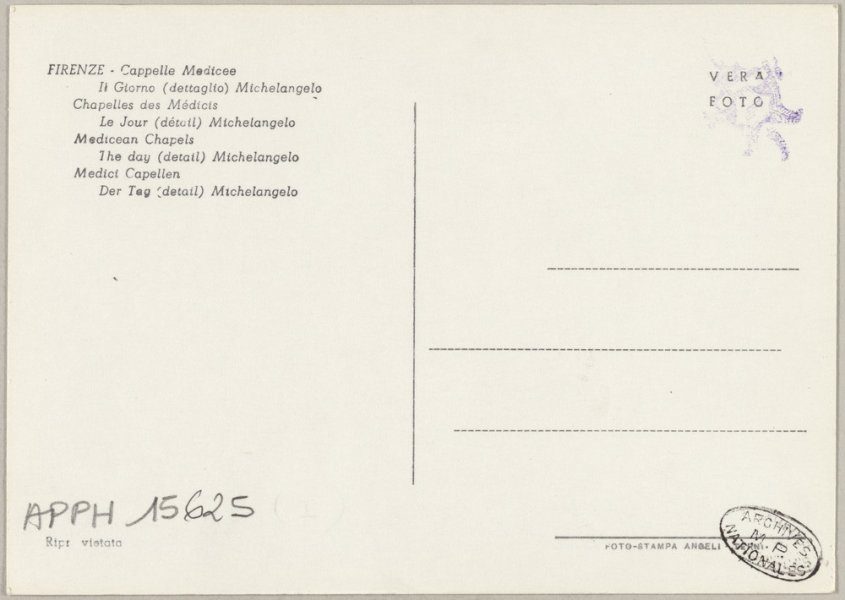 FIRENZE - Cappelle Medicee
Il Giorno (dettaglio) Michelangelo
Chapelles des Médicis
Le Jour (détail) Michelangelo
Medicean Chapels
The day (detail) Michelangelo
Medici Capellen
Der Tag (detail) Michelangelo
VERA
FOTO
APPH 15625
Ripr vietata
FOTO-STAMPA ANGELI
ARCHIVES
M. P.
NATIONALES